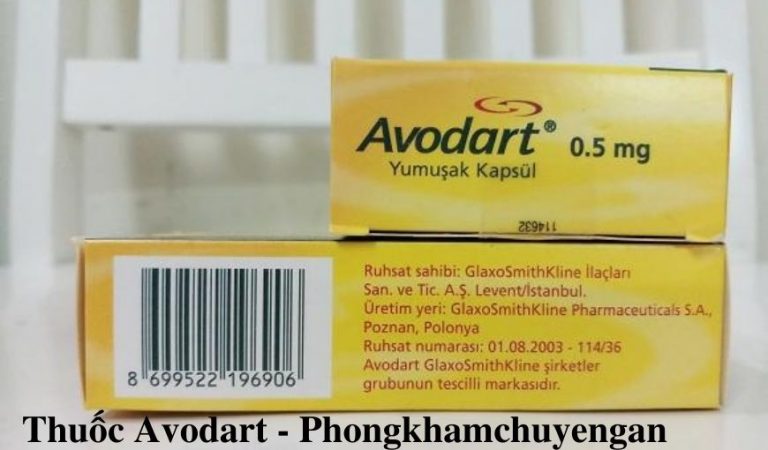 Avodart® 0.5 mg
Yumuşak Kapsül
114632
Ruhsat sahibi: GlaxoSmithKline İlaçları
San. ve Tic. A.Ş. Levent/İstanbul.
Üretim yeri: GlaxoSmithKline Pharmaceuticals S.A.,
Poznan, Polonya
Ruhsat numarası: 01.08.2003 - 114/36
Avodart GlaxoSmithKline şirketler
grubunun tescilli markasıdır.
8 699522 196906
Thuốc Avodart - Phongkhamchuyengan